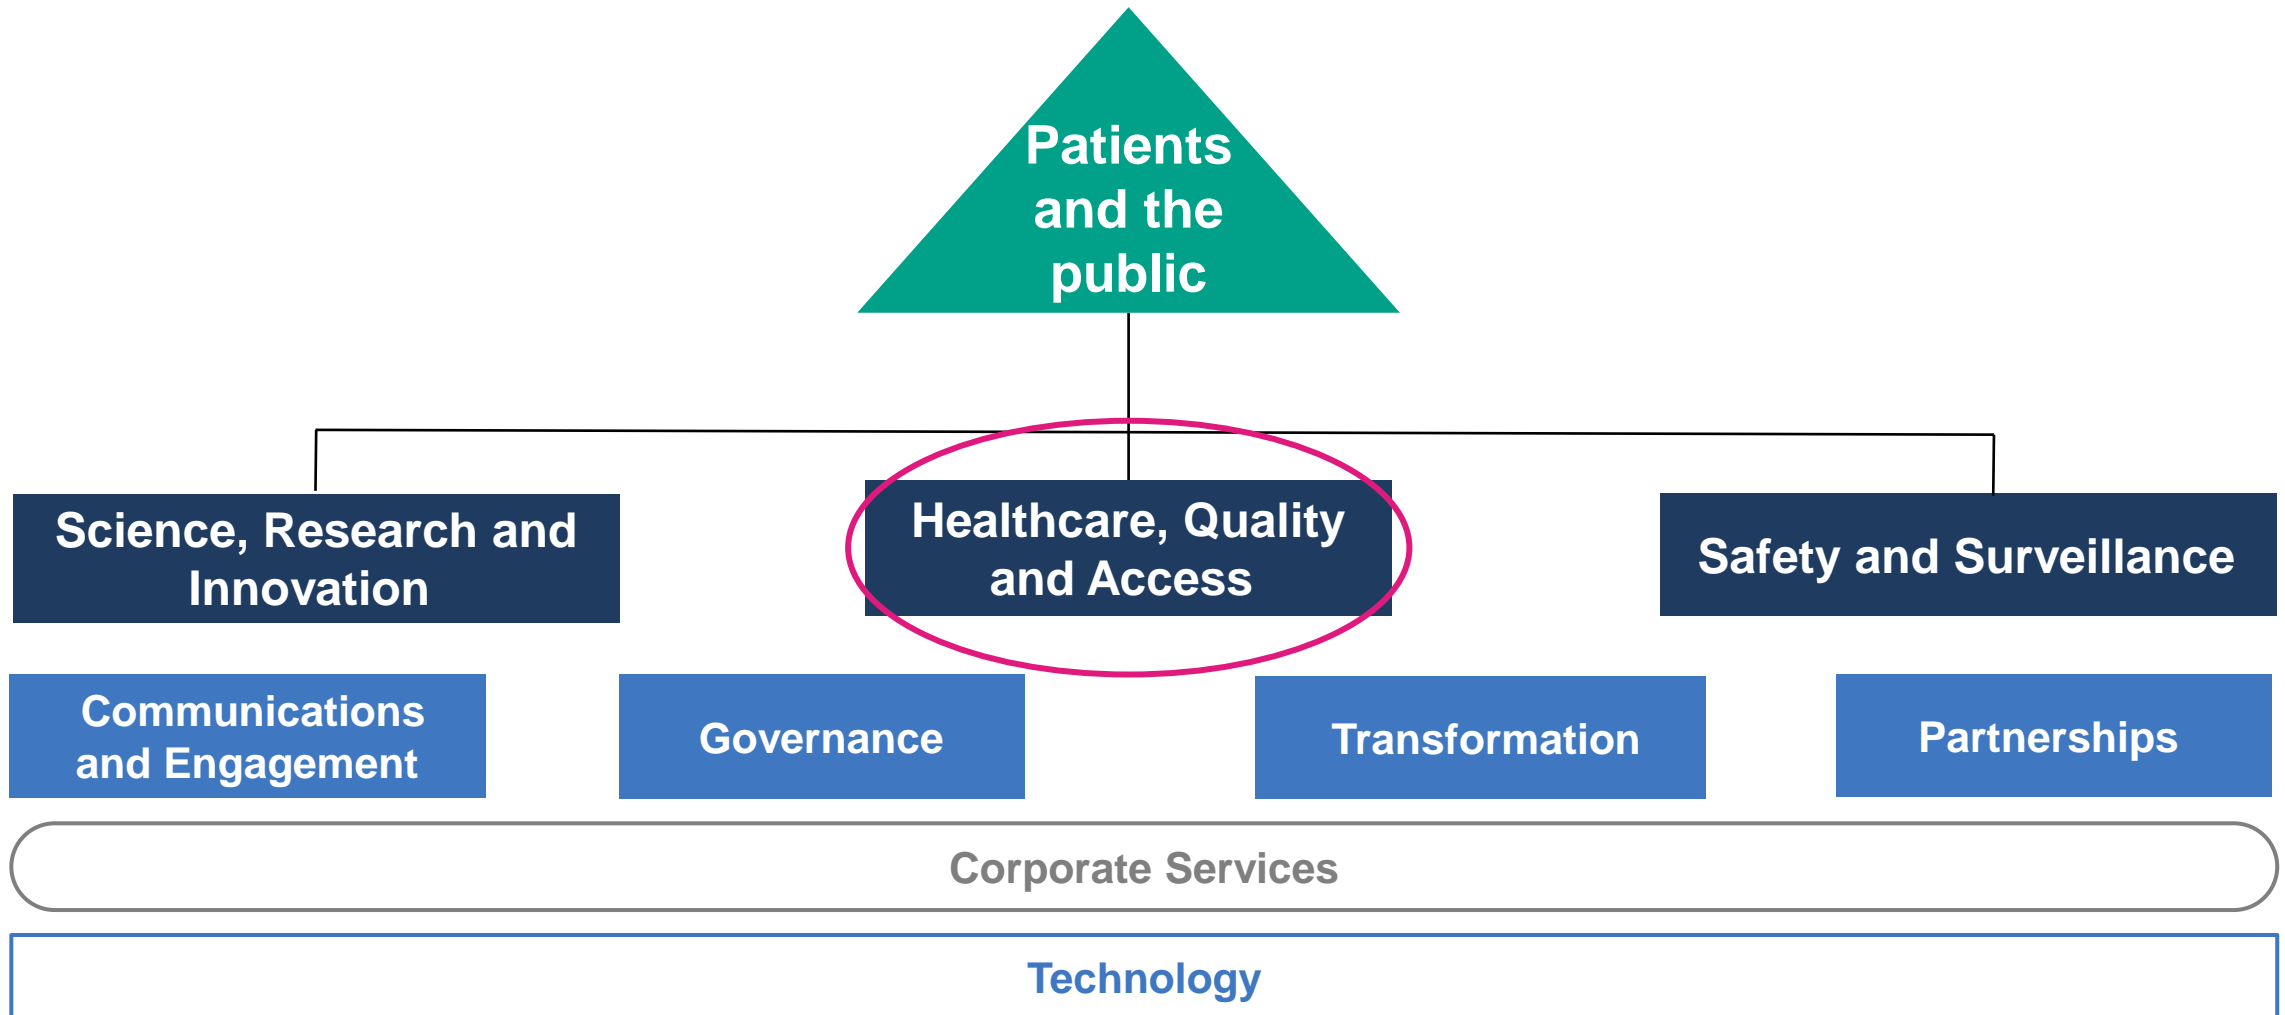 Patients
and the
public
Science, Research and
Innovation
Healthcare, Quality
and Access
Safety and Surveillance
Communications
and Engagement
Governance
Transformation
Partnerships
Corporate Services
Technology